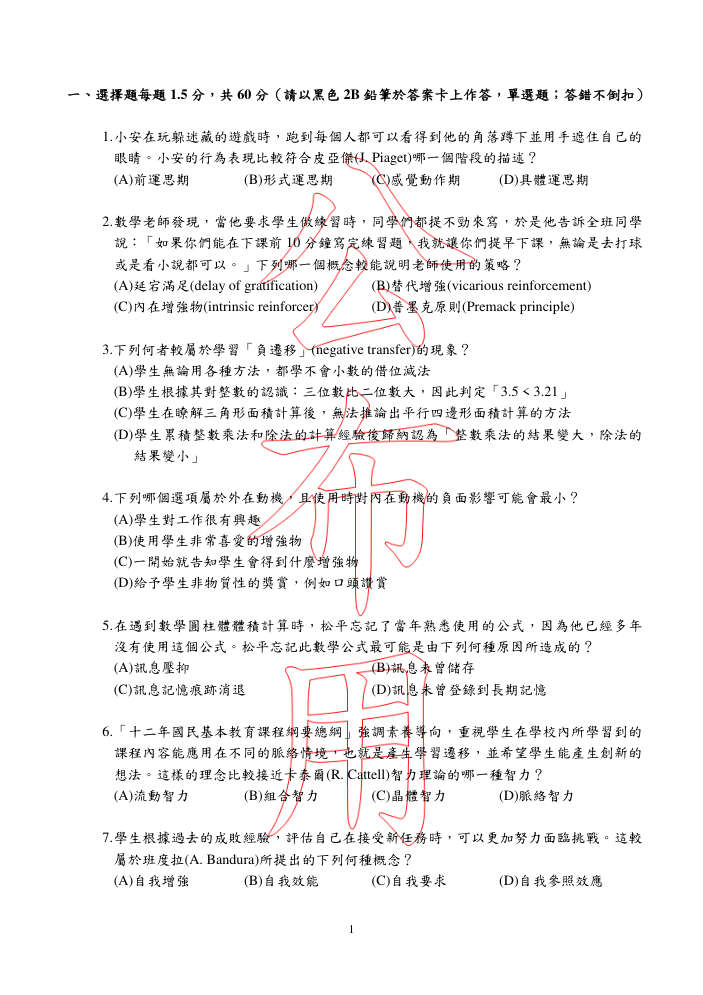 一、選擇題每題 1.5 分，共 60 分（請以黑色 2B 鉛筆於答案卡上作答，單選題；答錯不倒扣）
1.小安在玩躲迷藏的遊戲時，跑到每個人都可以看得到他的角落蹲下並用手遮住自己的
眼睛。小安的行為表現比較符合皮亞傑(J. Piaget)哪一個階段的描述？
(A)前運思期 (B)形式運思期 (C)感覺動作期 (D)具體運思期
2.數學老師發現，當他要求學生做練習時，同學們都提不勁來寫，於是他告訴全班同學
說：「如果你們能在下課前 10 分鐘寫完練習題，我就讓你們提早下課，無論是去打球
或是看小說都可以。」下列哪一個概念較能說明老師使用的策略？
(A)延宕滿足(delay of gratification) (B)替代增強(vicarious reinforcement)
(C)內在增強物(intrinsic reinforcer) (D)普墨克原則(Premack principle)
3.下列何者較屬於學習「負遷移」(negative transfer)的現象？
(A)學生無論用各種方法，都學不會小數的借位減法
(B)學生根據其對整數的認識：三位數比二位數大，因此判定「3.5 < 3.21」
(C)學生在瞭解三角形面積計算後，無法推論出平行四邊形面積計算的方法
(D)學生累積整數乘法和除法的計算經驗後歸納認為「整數乘法的結果變大，除法的
結果變小」
4.下列哪個選項屬於外在動機，且使用時對內在動機的負面影響可能會最小？
(A)學生對工作很有興趣
(B)使用學生非常喜愛的增強物
(C)一開始就告知學生會得到什麼增強物
(D)給予學生非物質性的獎賞，例如口頭讚賞
5.在遇到數學圓柱體體積計算時，松平忘記了當年熟悉使用的公式，因為他已經多年
沒有使用這個公式。松平忘記此數學公式最可能是由下列何種原因所造成的？
(A)訊息壓抑 (B)訊息未曾儲存
(C)訊息記憶痕跡消退 (D)訊息未曾登錄到長期記憶
6.「十二年國民基本教育課程綱要總綱」強調素養導向，重視學生在學校內所學習到的
課程內容能應用在不同的脈絡情境，也就是產生學習遷移，並希望學生能產生創新的
想法。這樣的理念比較接近卡泰爾(R. Cattell)智力理論的哪一種智力？
(A)流動智力 (B)組合智力 (C)晶體智力 (D)脈絡智力
7.學生根據過去的成敗經驗，評估自己在接受新任務時，可以更加努力面臨挑戰。這較
屬於班度拉(A. Bandura)所提出的下列何種概念？
(A)自我增強 (B)自我效能 (C)自我要求 (D)自我參照效應
1
公布用